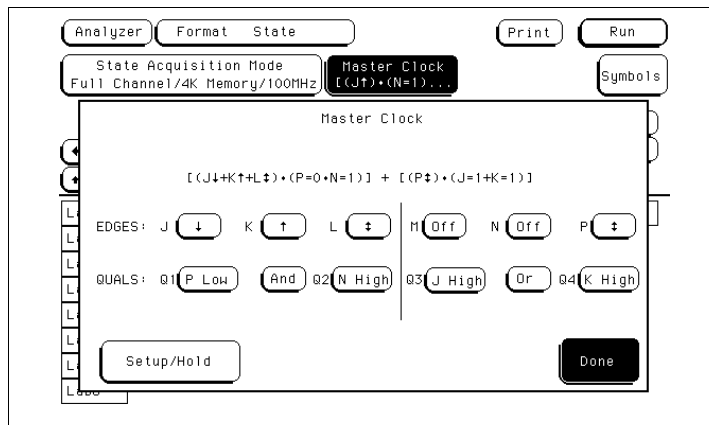 Analyzer Format State Print Run
State Acquisition Mode
Full Channel/4K Memory/100MHz
Master Clock
[(J↑)•(N=1)...
Symbols
Master Clock
[(J↓+K↑+L↕)•(P=0•N=1)] + [(P↕)•(J=1+K=1)]
EDGES: J ↓ K ↑ L ↕ M Off N Off P ↕
QUALS: Q1 P Low And Q2 N High Q3 J High Or Q4 K High
Setup/Hold
Done